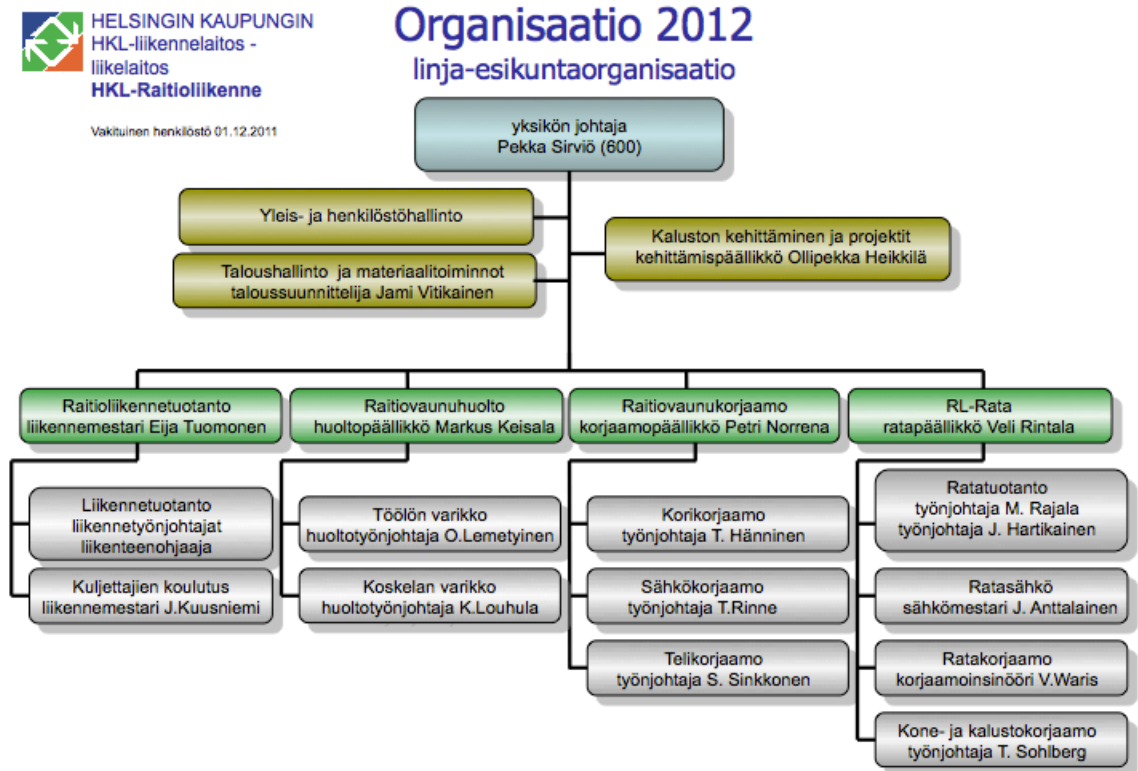 HELSINGIN KAUPUNGIN
HKL-liikennelaitos -
liikelaitos
HKL-Raitioliikenne
Vakituinen henkilöstö 01.12.2011
Organisaatio 2012
linja-esikuntaorganisaatio
yksikön johtaja
Pekka Sirviö (600)
Yleis- ja henkilöstöhallinto
Kaluston kehittäminen ja projektit
kehittämispäällikkö Ollipekka Heikkilä
Taloushallinto ja materiaalitoiminnot
taloussuunnittelija Jami Vitikainen
Raitioliikennetuotanto
liikennemestari Eija Tuomonen
Raitiovaunuhuolto
huoltopäällikkö Markus Keisala
Raitiovaunukorjaamo
korjaamopäällikkö Petri Norrena
RL-Rata
ratapäällikkö Veli Rintala
Liikennetuotanto
liikennetyönjohtajat
liikenteenohjaaja
Kuljettajien koulutus
liikennemestari J.Kuusniemi
Töölön varikko
huoltotyönjohtaja O.Lemetyinen
Koskelan varikko
huoltotyönjohtaja K.Louhula
Korikorjaamo
työnjohtaja T. Hänninen
Sähkökorjaamo
työnjohtaja T.Rinne
Telikorjaamo
työnjohtaja S. Sinkkonen
Ratatuotanto
työnjohtaja M. Rajala
työnjohtaja J. Hartikainen
Ratasähkö
sähkömestari J. Anttalainen
Ratakorjaamo
korjaamoinsinööri V.Waris
Kone- ja kalustokorjaamo
työnjohtaja T. Sohlberg